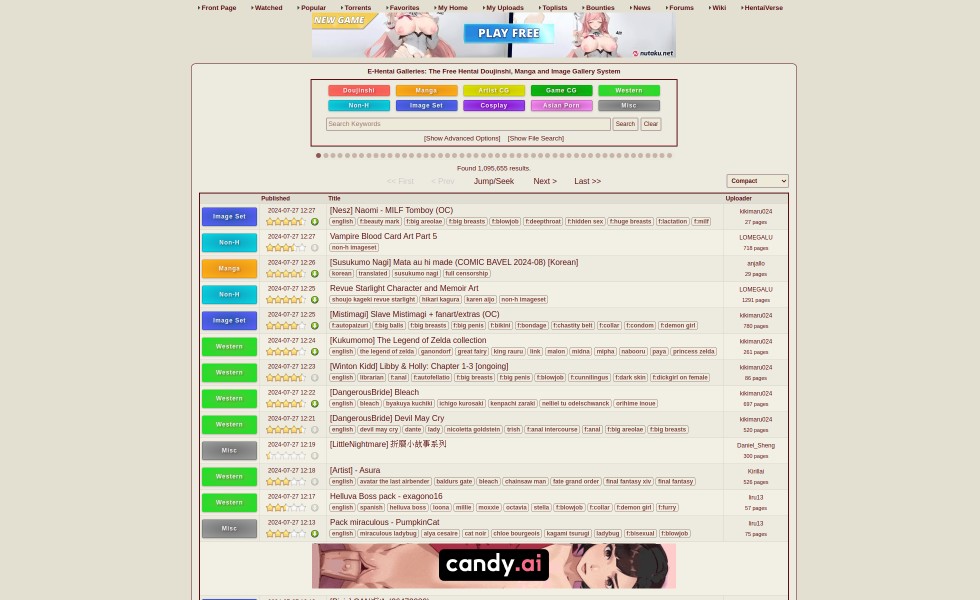 Front Page Watched Popular Torrents Favorites My Home My Uploads Toplists Bounties News Forums Wiki HentaiVerse
NEW GAME PLAY FREE nutaku.net
E-Hentai Galleries: The Free Hentai Doujinshi, Manga and Image Gallery System
Doujinshi Manga Artist CG Game CG Western
Non-H Image Set Cosplay Asian Porn Misc
Search Keywords Search Clear
[Show Advanced Options] [Show File Search]
Found 1,095,655 results.
<< First < Prev Jump/Seek Next > Last >> Compact
Published Title Uploader
Image Set 2024-07-27 12:27 [Nesz] Naomi - MILF Tomboy (OC) kikimaru024
english f:beauty mark f:big areolae f:big breasts f:blowjob f:deepthroat f:hidden sex f:huge breasts f:lactation f:milf 27 pages
Non-H 2024-07-27 12:27 Vampire Blood Card Art Part 5 LOMEGALU
non-h imageset 718 pages
Manga 2024-07-27 12:26 [Susukumo Nagi] Mata au hi made (COMIC BAVEL 2024-08) [Korean] anjallo
korean translated susukumo nagi full censorship 29 pages
Non-H 2024-07-27 12:25 Revue Starlight Character and Memoir Art LOMEGALU
shoujo kageki revue starlight hikari kagura karen aijo non-h imageset 1291 pages
Image Set 2024-07-27 12:25 [Mistimagi] Slave Mistimagi + fanart/extras (OC) kikimaru024
f:autopaizuri f:big balls f:big breasts f:big penis f:bikini f:bondage f:chastity belt f:collar f:condom f:demon girl 780 pages
Western 2024-07-27 12:24 [Kukumomo] The Legend of Zelda collection kikimaru024
english the legend of zelda ganondorf great fairy king rauru link malon midna mipha nabooru paya princess zelda 261 pages
Western 2024-07-27 12:23 [Winton Kidd] Libby & Holly: Chapter 1-3 [ongoing] kikimaru024
english librarian f:anal f:autofellatio f:big breasts f:big penis f:blowjob f:cunnilingus f:dark skin f:dickgirl on female 86 pages
Western 2024-07-27 12:22 [DangerousBride] Bleach kikimaru024
english bleach byakuya kuchiki ichigo kurosaki kenpachi zaraki nelliel tu odelschwanck orihime inoue 697 pages
Western 2024-07-27 12:21 [DangerousBride] Devil May Cry kikimaru024
english devil may cry dante lady nicoletta goldstein trish f:anal intercourse f:anal f:big areolae f:big breasts 520 pages
Misc 2024-07-27 12:19 [LittleNightmare] 折磨小故事系列 Daniel_Sheng
300 pages
Western 2024-07-27 12:18 [Artist] - Asura Kirillai
english avatar the last airbender baldurs gate bleach chainsaw man fate grand order final fantasy xiv final fantasy 526 pages
Western 2024-07-27 12:17 Helluva Boss pack - exagono16 liru13
english spanish helluva boss loona millie moxxie octavia stella f:blowjob f:collar f:demon girl f:furry 57 pages
Misc 2024-07-27 12:13 Pack miraculous - PumpkinCat liru13
english miraculous ladybug alya cesaire cat noir chloe bourgeois kagami tsurugi ladybug f:bisexual f:blowjob 75 pages
candy.ai